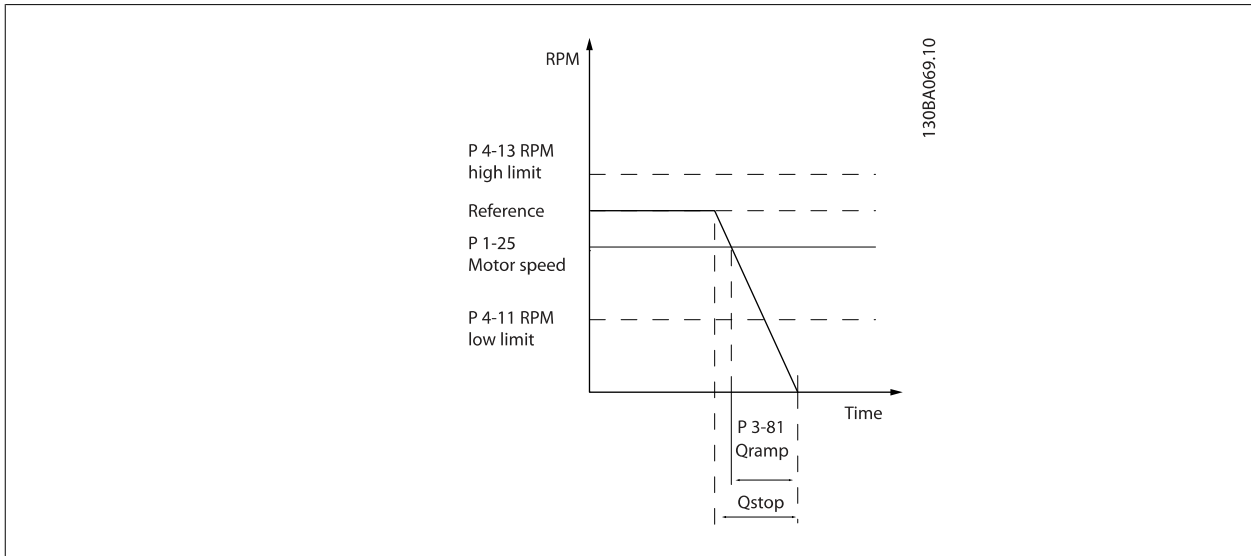 RPM
130BA069.10
P 4-13 RPM
high limit
Reference
P 1-25
Motor speed
P 4-11 RPM
low limit
Time
P 3-81
Qramp
Qstop